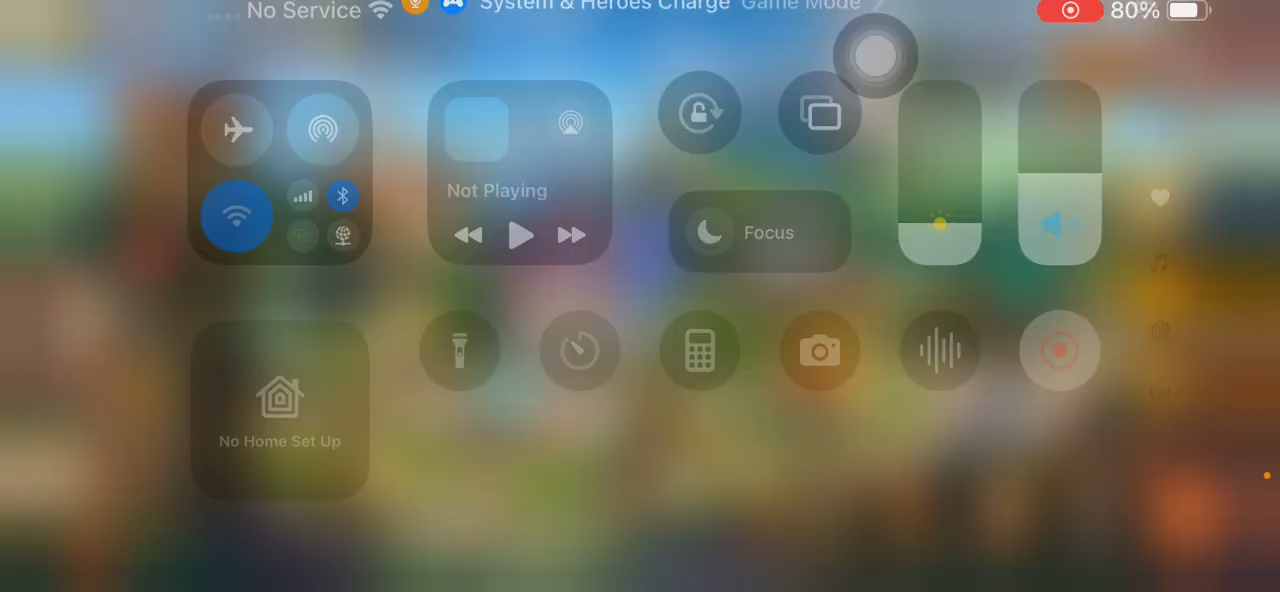 No Service System & Heroes Charge Game Mode 80%
Not Playing
Focus
No Home Set Up